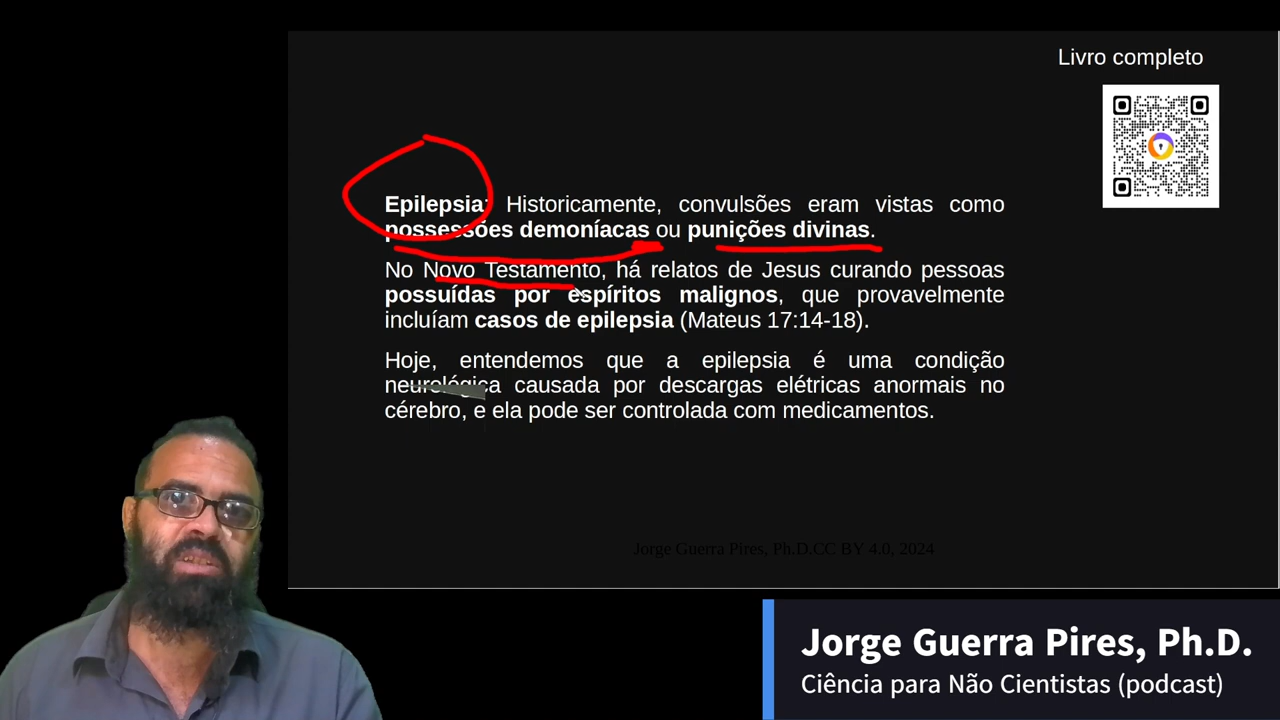 Livro completo
Epilepsia: Historicamente, convulsões eram vistas como
possessões demoníacas ou punições divinas.
No Novo Testamento, há relatos de Jesus curando pessoas
possuídas por espíritos malignos, que provavelmente
incluíam casos de epilepsia (Mateus 17:14-18).
Hoje, entendemos que a epilepsia é uma condição
neurológica causada por descargas elétricas anormais no
cérebro, e ela pode ser controlada com medicamentos.
Jorge Guerra Pires, Ph.D.CC BY 4.0, 2024
Jorge Guerra Pires, Ph.D.
Ciência para Não Cientistas (podcast)